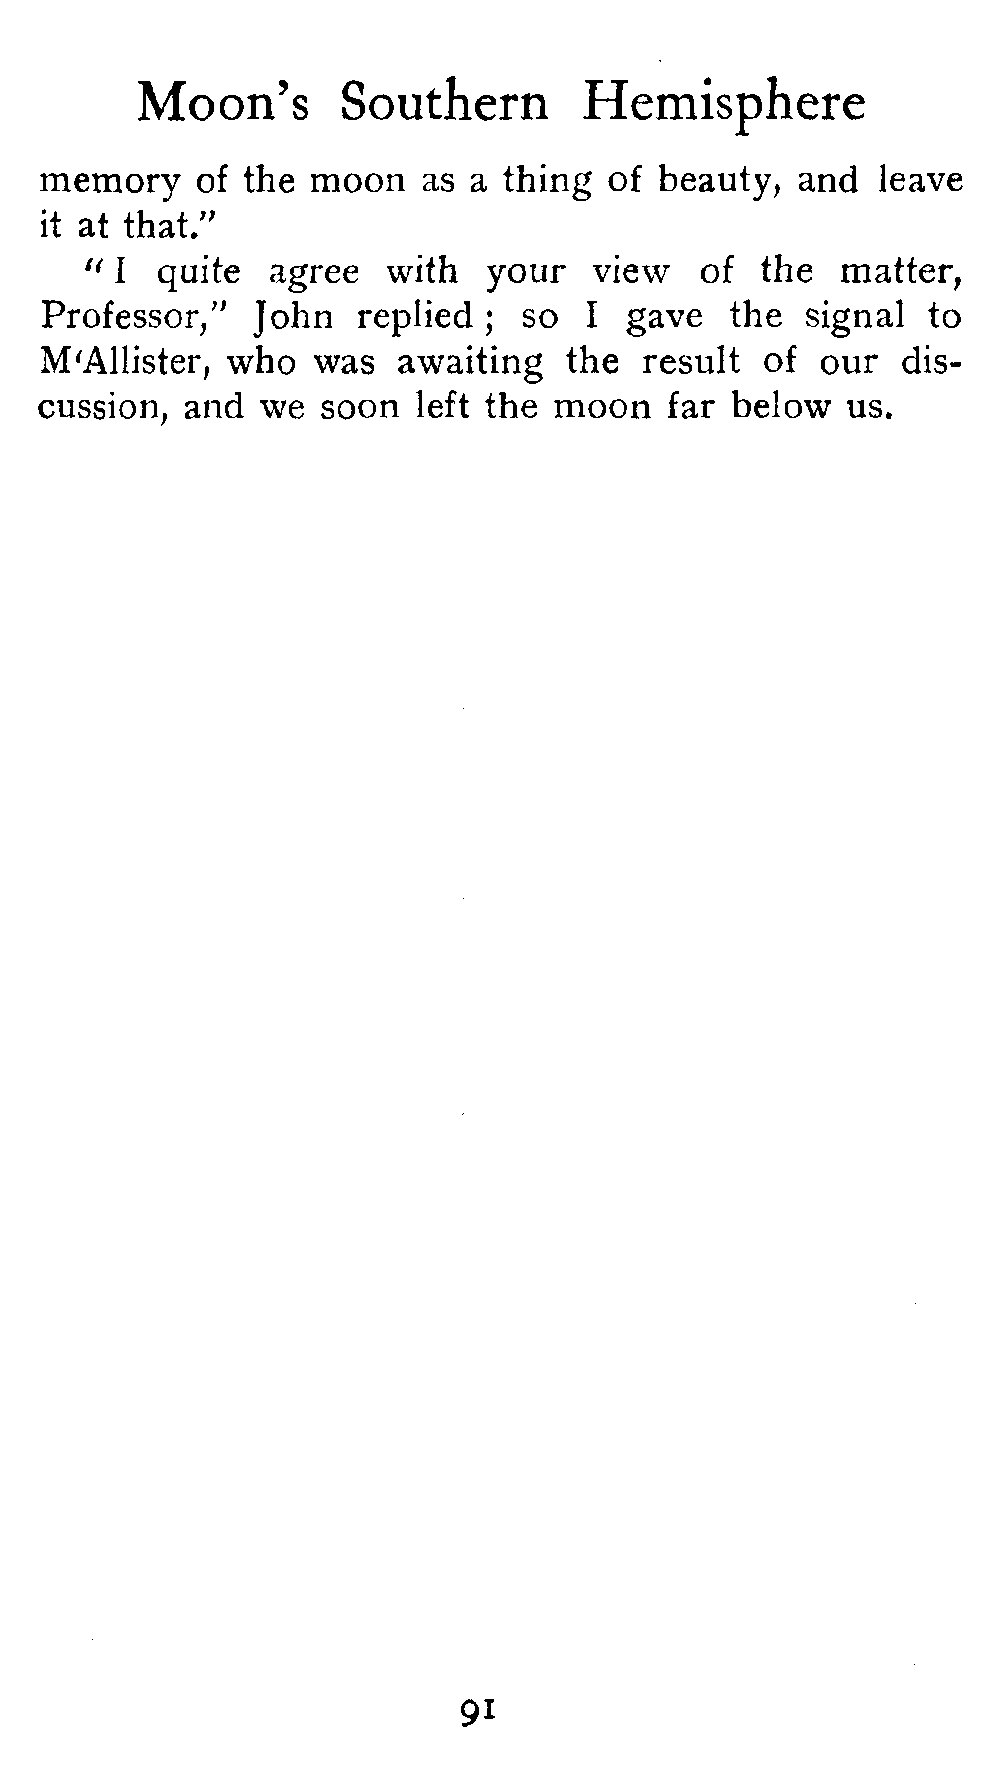 Moon's Southern Hemisphere
memory of the moon as a thing of beauty, and leave
it at that."
"I quite agree with your view of the matter,
Professor," John replied; so I gave the signal to
M‘Allister, who was awaiting the result of our dis-
cussion, and we soon left the moon far below us.
91